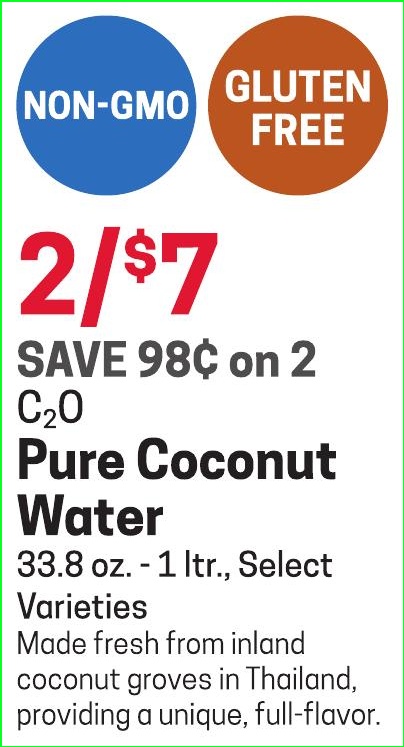 NON-GMO
GLUTEN
FREE
2/$7
SAVE 98¢ on 2
C₂O
Pure Coconut
Water
33.8 oz. - 1 ltr., Select
Varieties
Made fresh from inland
coconut groves in Thailand,
providing a unique, full-flavor.